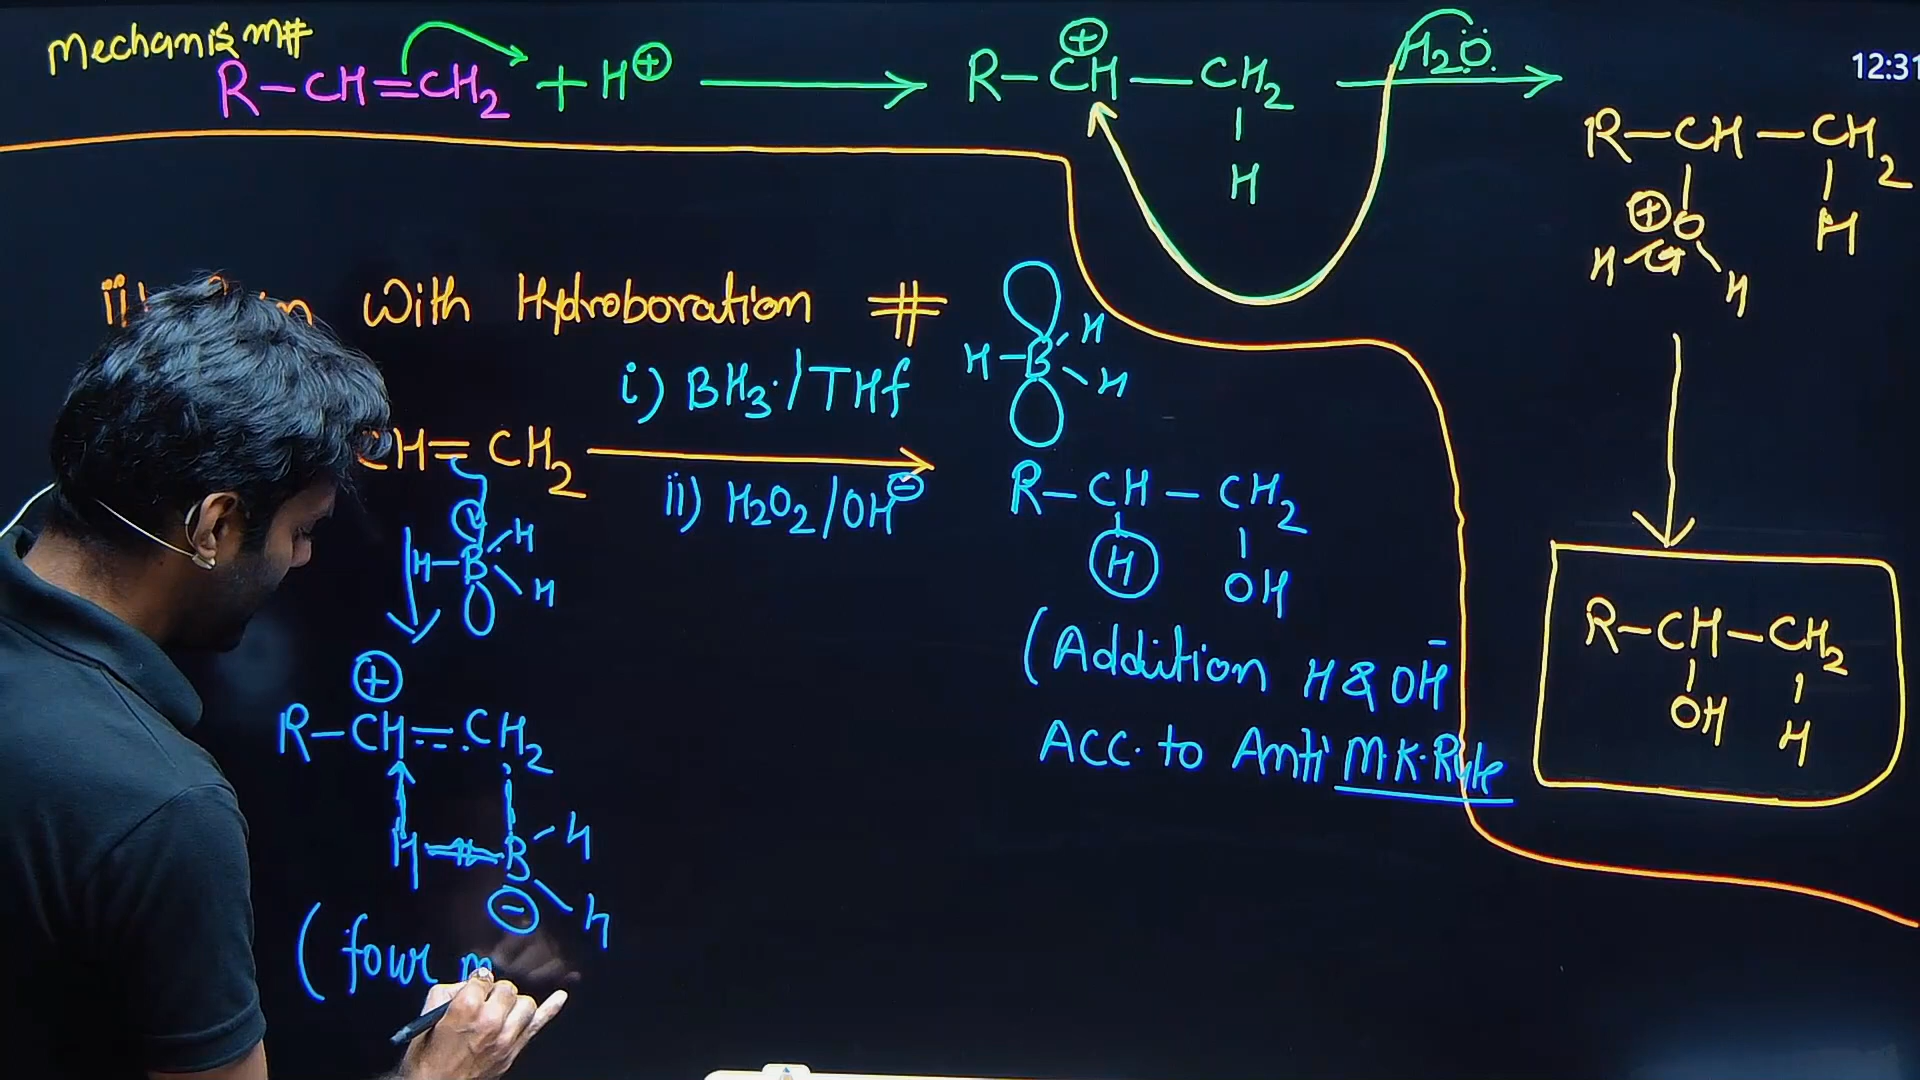 Mechanism#
R-CH=CH2 + H⊕
R-CH-CH2
⊕
H
H2O
12:31
R-CH-CH2
⊕O H
H H
With Hydroboration #
i) BH3./THf
ii) H2O2/OH⊖
H-B H
H
CH=CH2
H-B H
H
R-CH-CH2
H OH
(Addition H & OH-
Acc. to Anti M.K.Rule
⊕
R-CH=CH2
H B H
⊖ H
(four m
R-CH-CH2
OH H